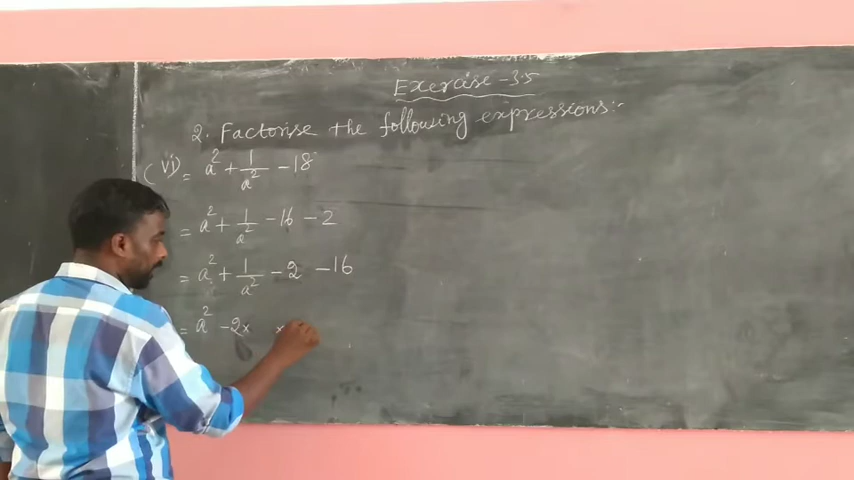 Exercise - 3.5
2. Factorise the following expressions:-
(vi) = a² + 1/a² - 18
= a² + 1/a² - 16 - 2
= a² + 1/a² - 2 - 16
= a² - 2x x